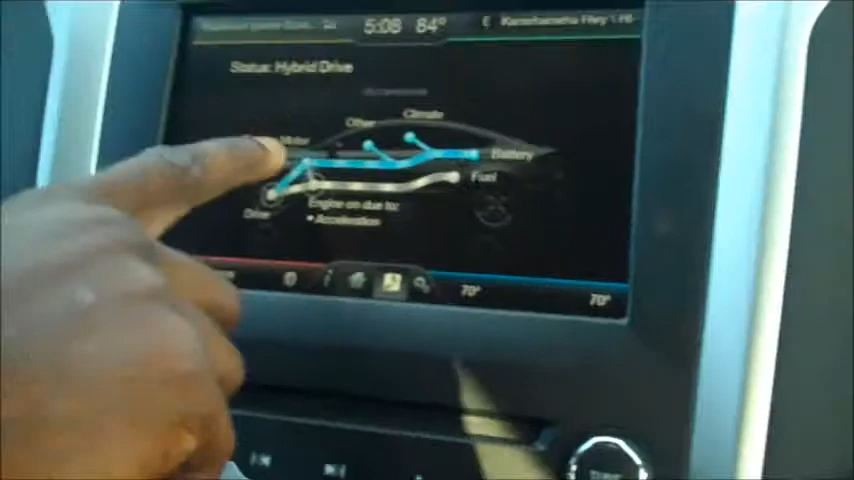 5:08 84°
Kamehameha Hwy
Status: Hybrid Drive
Climate
Other
Motor
Battery
Fuel
Drive
Engine on due to:
• Acceleration
70°
70°